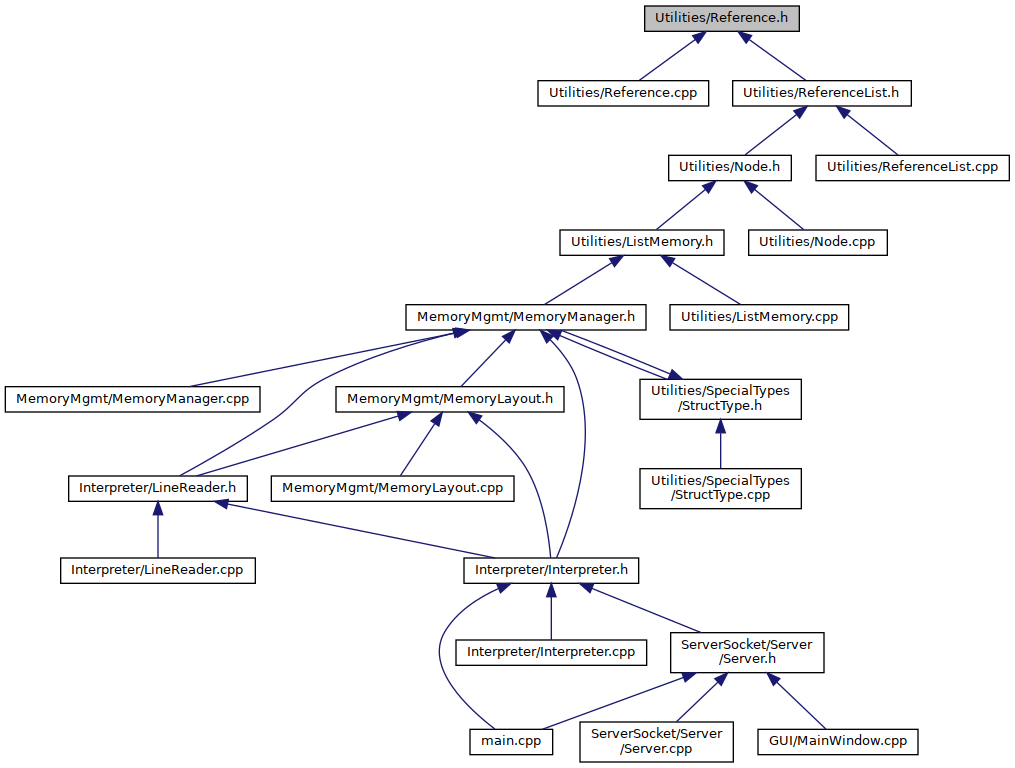 Utilities/Reference.h
Utilities/Reference.cpp
Utilities/ReferenceList.h
Utilities/Node.h
Utilities/ReferenceList.cpp
Utilities/ListMemory.h
Utilities/Node.cpp
MemoryMgmt/MemoryManager.h
Utilities/ListMemory.cpp
MemoryMgmt/MemoryManager.cpp
MemoryMgmt/MemoryLayout.h
Utilities/SpecialTypes
/StructType.h
Interpreter/LineReader.h
MemoryMgmt/MemoryLayout.cpp
Utilities/SpecialTypes
/StructType.cpp
Interpreter/LineReader.cpp
Interpreter/Interpreter.h
Interpreter/Interpreter.cpp
ServerSocket/Server
/Server.h
main.cpp
ServerSocket/Server
/Server.cpp
GUI/MainWindow.cpp